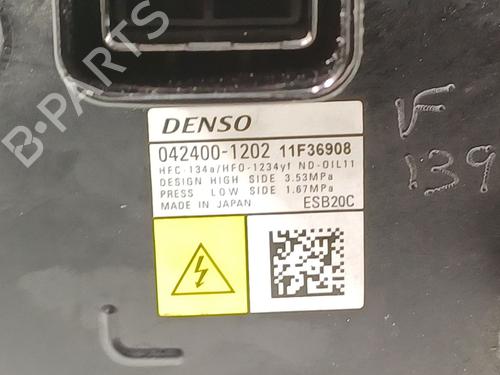 B-PARTS
DENSO
042400-1202 11F36908
HFC-134a/HFO-1234yf ND-OIL11
DESIGN HIGH SIDE 3.53MPa
PRESS LOW SIDE 1.67MPa
MADE IN JAPAN ESB20C
F
139